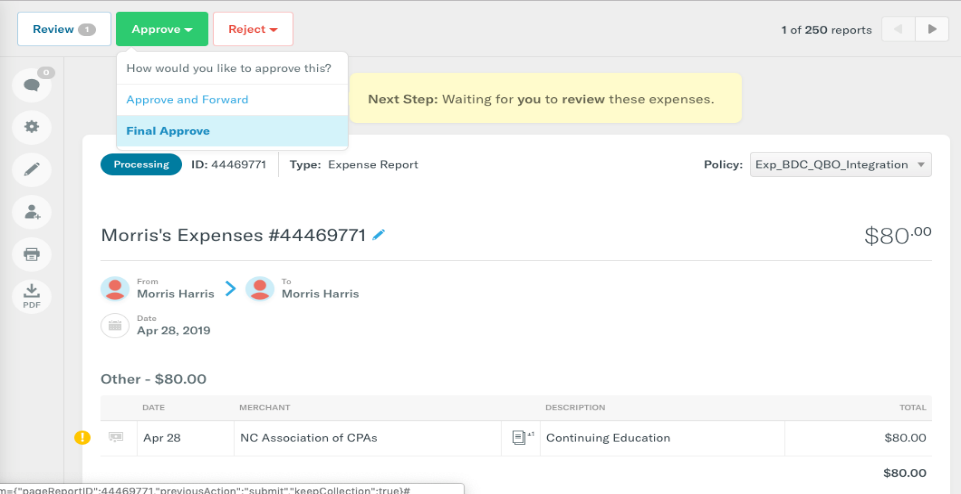 Review 1 Approve Reject 1 of 250 reports
How would you like to approve this?
Approve and Forward
Final Approve
0
Next Step: Waiting for you to review these expenses.
Processing ID: 44469771 Type: Expense Report Policy: Exp_BDC_QBO_Integration
Morris's Expenses #44469771 $80.00
From
Morris Harris
To
Morris Harris
PDF
Date
Apr 28, 2019
Other - $80.00
DATE MERCHANT DESCRIPTION TOTAL
! Apr 28 NC Association of CPAs Continuing Education $80.00
$80.00
m={"pageReportID":44469771,"previousAction":"submit","keepCollection":true}#